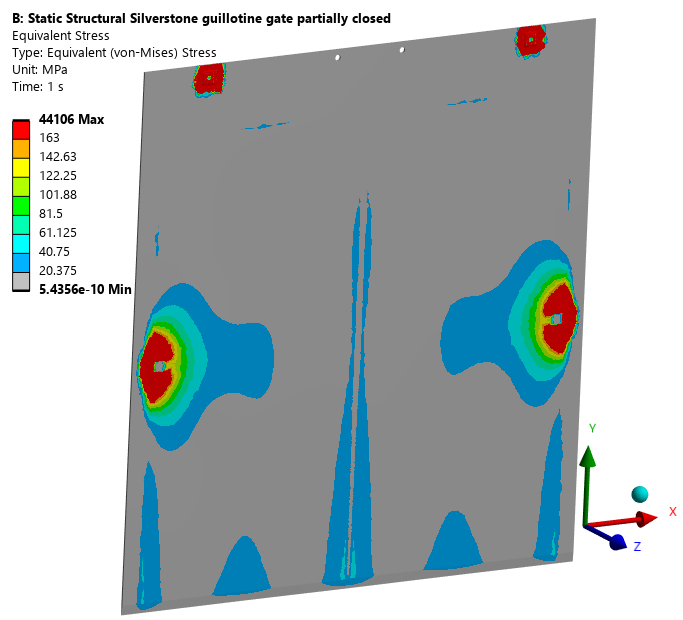 B: Static Structural Silverstone guillotine gate partially closed
Equivalent Stress
Type: Equivalent (von-Mises) Stress
Unit: MPa
Time: 1 s
44106 Max
163
142.63
122.25
101.88
81.5
61.125
40.75
20.375
5.4356e-10 Min
Y
X
Z